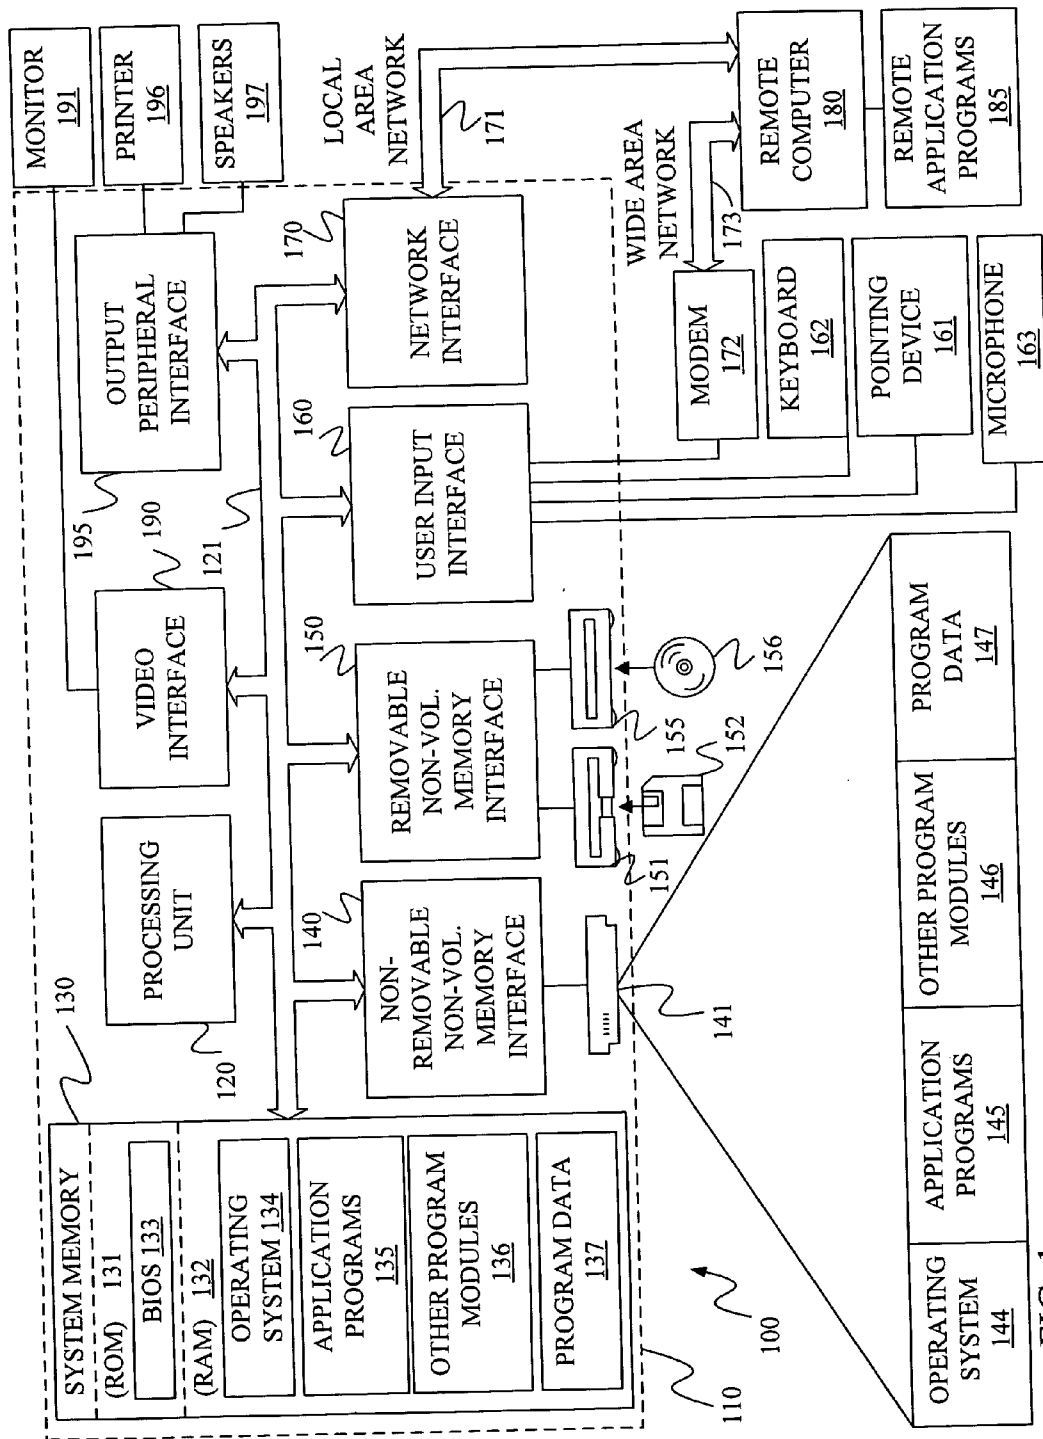 SYSTEM MEMORY
(ROM) 131
BIOS 133
(RAM) 132
OPERATING
SYSTEM 134
APPLICATION
PROGRAMS
135
OTHER PROGRAM
MODULES
136
PROGRAM DATA
137
130
120
PROCESSING
UNIT
VIDEO
INTERFACE
190
121
195
OUTPUT
PERIPHERAL
INTERFACE
MONITOR
191
PRINTER
196
SPEAKERS
197
140
NON-
REMOVABLE
NON-VOL.
MEMORY
INTERFACE
150
REMOVABLE
NON-VOL.
MEMORY
INTERFACE
160
USER INPUT
INTERFACE
170
NETWORK
INTERFACE
LOCAL
AREA
NETWORK
171
141
151
152
155
156
WIDE AREA
NETWORK
173
MODEM
172
KEYBOARD
162
POINTING
DEVICE
161
MICROPHONE
163
REMOTE
COMPUTER
180
REMOTE
APPLICATION
PROGRAMS
185
110
100
OPERATING
SYSTEM
144
APPLICATION
PROGRAMS
145
OTHER PROGRAM
MODULES
146
PROGRAM
DATA
147
FIG. 1